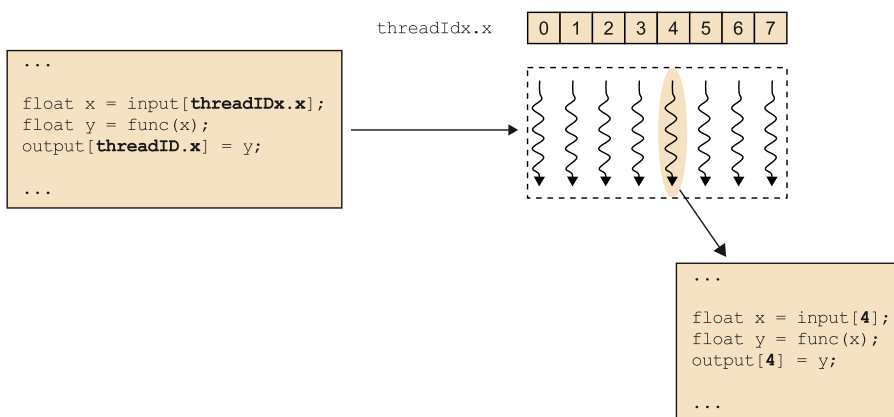 threadIdx.x 0 1 2 3 4 5 6 7
...
float x = input[threadIDx.x];
float y = func(x);
output[threadID.x] = y;
...
...
float x = input[4];
float y = func(x);
output[4] = y;
...